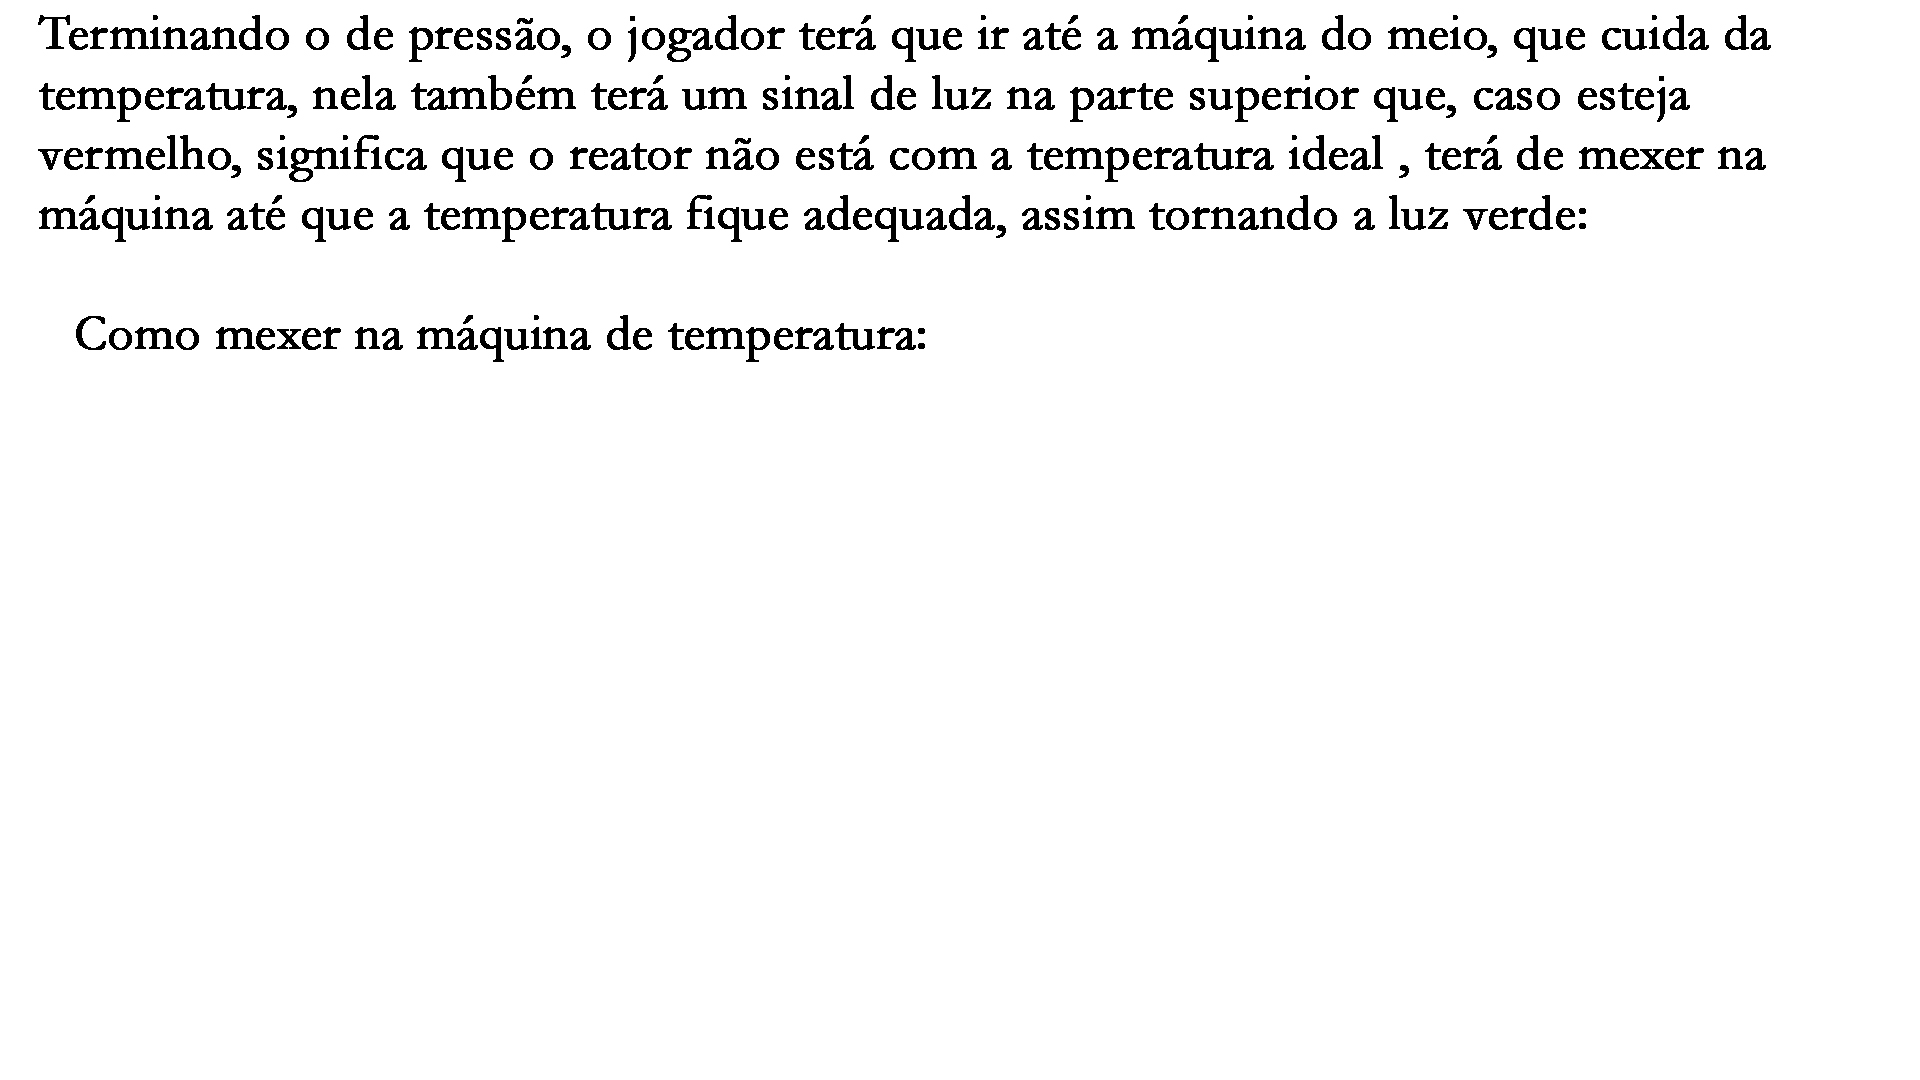 Terminando o de pressão, o jogador terá que ir até a máquina do meio, que cuida da
temperatura, nela também terá um sinal de luz na parte superior que, caso esteja
vermelho, significa que o reator não está com a temperatura ideal , terá de mexer na
máquina até que a temperatura fique adequada, assim tornando a luz verde:
Como mexer na máquina de temperatura: